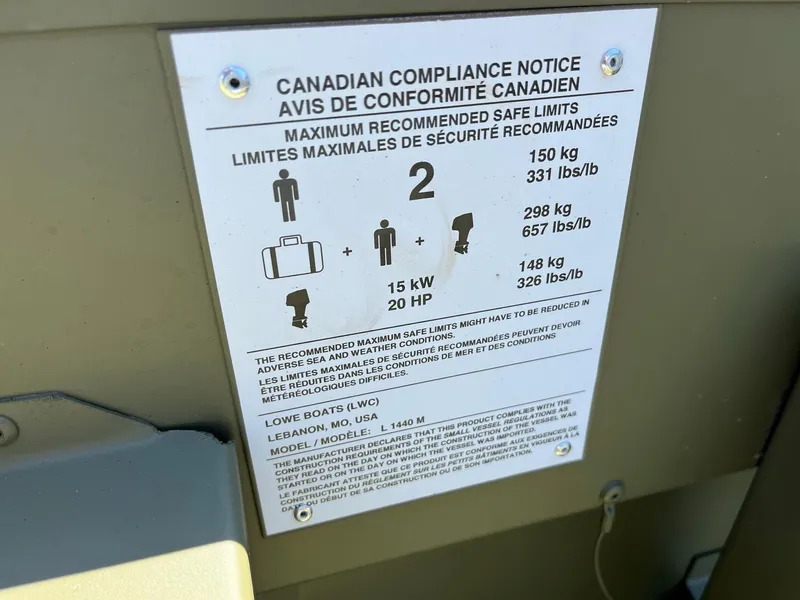 CANADIAN COMPLIANCE NOTICE
AVIS DE CONFORMITÉ CANADIEN
MAXIMUM RECOMMENDED SAFE LIMITS
LIMITES MAXIMALES DE SÉCURITÉ RECOMMANDÉES
2
150 kg
331 lbs/lb
+ +
298 kg
657 lbs/lb
15 kW
20 HP
148 kg
326 lbs/lb
THE RECOMMENDED MAXIMUM SAFE LIMITS MIGHT HAVE TO BE REDUCED IN
ADVERSE SEA AND WEATHER CONDITIONS.
LES LIMITES MAXIMALES DE SÉCURITÉ RECOMMANDÉES PEUVENT DEVOIR
ÊTRE RÉDUITES DANS LES CONDITIONS DE MER ET DES CONDITIONS
MÉTÉOROLOGIQUES DIFFICILES.
LOWE BOATS (LWC)
LEBANON, MO, USA
MODEL / MODÈLE: L 1440 M
THE MANUFACTURER DECLARES THAT THIS PRODUCT COMPLIES WITH THE
CONSTRUCTION REQUIREMENTS OF THE SMALL VESSEL REGULATIONS AS
THEY READ ON THE DAY ON WHICH THE CONSTRUCTION OF THE VESSEL WAS
STARTED OR ON THE DAY ON WHICH THE VESSEL WAS IMPORTED.
LE FABRICANT ATTESTE QUE CE PRODUIT EST CONFORME AUX EXIGENCES DE
CONSTRUCTION DU RÈGLEMENT SUR LES PETITS BÂTIMENTS EN VIGUEUR À LA
DATE DU DÉBUT DE SA CONSTRUCTION OU DE SON IMPORTATION.